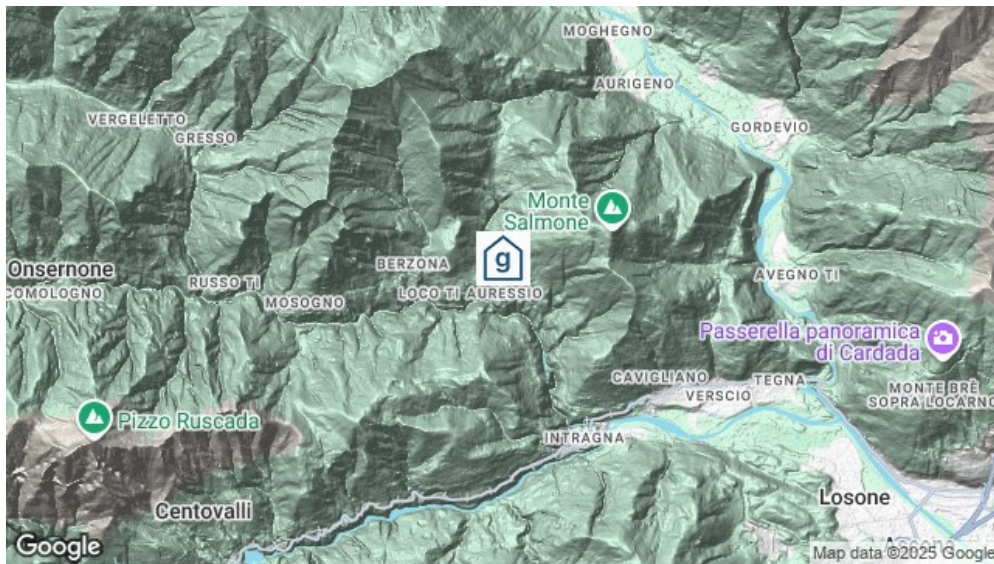 MOGHEGNO
AURIGENO
VERGELETTO
GRESSO
GORDEVIO
Monte
Salmone
g
BERZONA
Onsernone
RUSSO TI
AVEGNO TI
COMOLOGNO
MOSOGNO
LOCO TI AURESSIO
Passerella panoramica
di Cardada
CAVIGLIANO
TEGNA
VERSCIO
MONTE BRÈ
SOPRA LOCARNO
Pizzo Ruscada
INTRAGNA
Centovalli
Losone
Google
Map data ©2025 Google